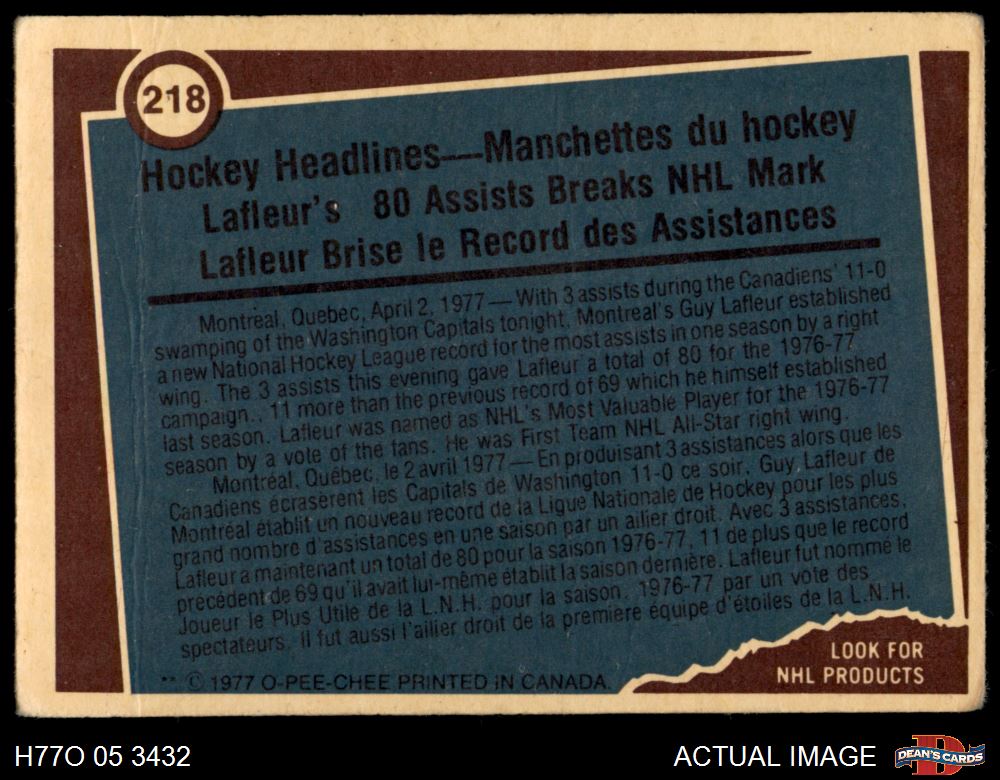 218
Hockey Headlines—Manchettes du hockey
Lafleur's 80 Assists Breaks NHL Mark
Lafleur Brise le Record des Assistances
Montreal, Quebec, April 2, 1977 — With 3 assists during the Canadiens' 11-0
swamping of the Washington Capitals tonight, Montreal's Guy Lafleur established
a new National Hockey League record for the most assists in one season by a right
wing. The 3 assists this evening gave Lafleur a total of 80 for the 1976-77
campaign.. 11 more than the previous record of 69 which he himself established
last season. Lafleur was named as NHL's Most Valuable Player for the 1976-77
season by a vote of the fans. He was First Team NHL All-Star right wing.
Montréal, Québec, le 2 avril 1977 — En produisant 3 assistances alors que les
Canadiens écrasèrent les Capitals de Washington 11-0 ce soir, Guy Lafleur de
Montréal établit un nouveau record de la Ligue Nationale de Hockey pour les plus
grand nombre d'assistances en une saison par un ailier droit. Avec 3 assistances,
Lafleur a maintenant un total de 80 pour la saison 1976-77, 11 de plus que le record
précédent de 69 qu'il avait lui-même établit la saison dernière. Lafleur fut nommé le
Joueur le Plus Utile de la L.N.H. pour la saison. 1976-77 par un vote des
spectateurs. Il fut aussi l'ailier droit de la première équipe d'étoiles de la L.N.H.
** © 1977 O-PEE-CHEE PRINTED IN CANADA.
LOOK FOR
NHL PRODUCTS
H77O 05 3432
ACTUAL IMAGE
D
DEAN'S CARDS